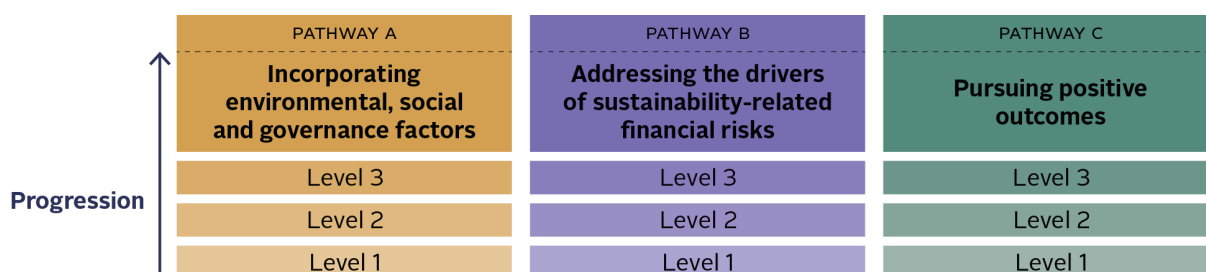 PATHWAY A
Incorporating
environmental, social
and governance factors
PATHWAY B
Addressing the drivers
of sustainability-related
financial risks
PATHWAY C
Pursuing positive
outcomes
Progression
Level 3
Level 3
Level 3
Level 2
Level 2
Level 2
Level 1
Level 1
Level 1